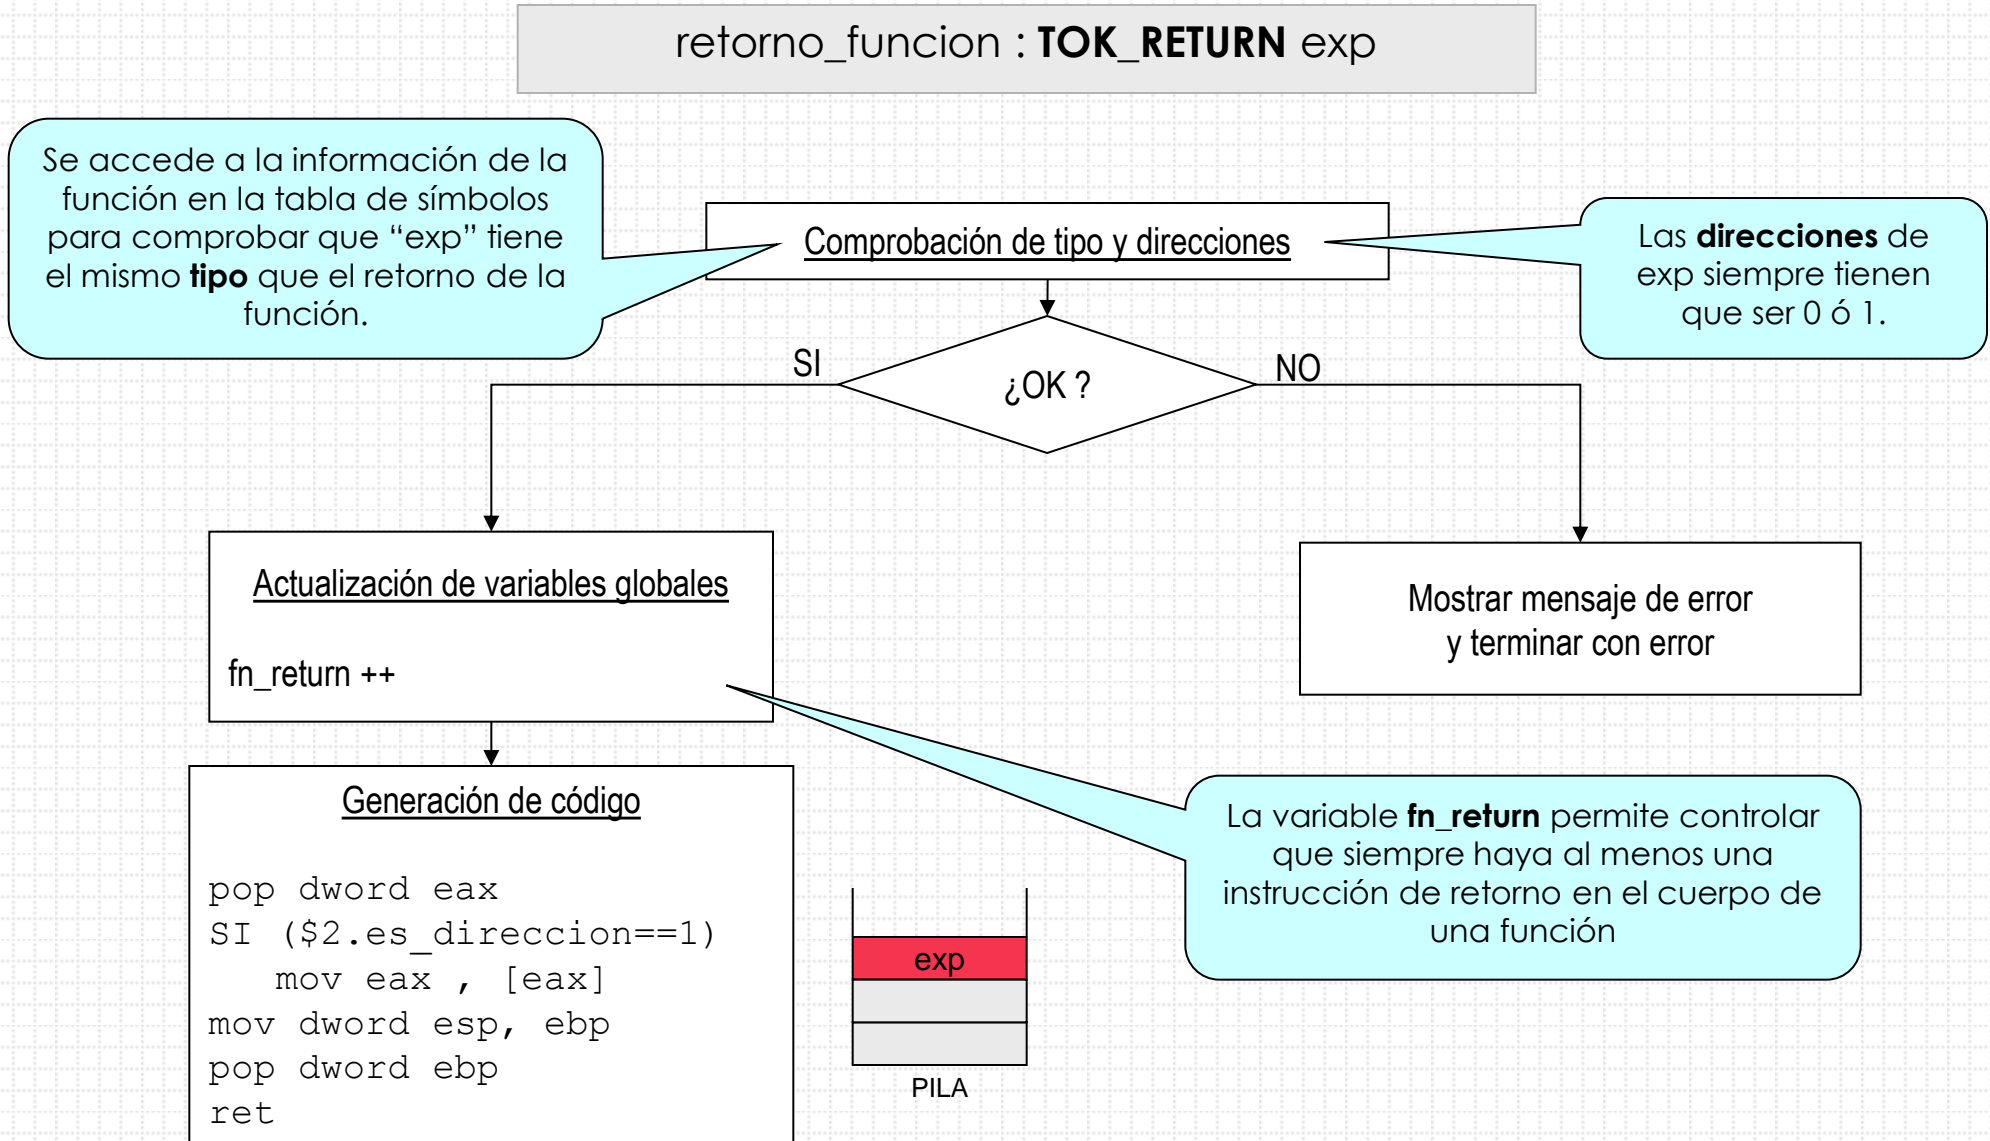 retorno_funcion : TOK_RETURN exp
Se accede a la información de la
función en la tabla de símbolos
para comprobar que “exp” tiene
el mismo tipo que el retorno de la
función.
Comprobación de tipo y direcciones
Las direcciones de
exp siempre tienen
que ser 0 ó 1.
SI
¿OK ?
NO
Actualización de variables globales
fn_return ++
Mostrar mensaje de error
y terminar con error
Generación de código
pop dword eax
SI ($2.es_direccion==1)
mov eax , [eax]
mov dword esp, ebp
pop dword ebp
ret
La variable fn_return permite controlar
que siempre haya al menos una
instrucción de retorno en el cuerpo de
una función
exp
PILA